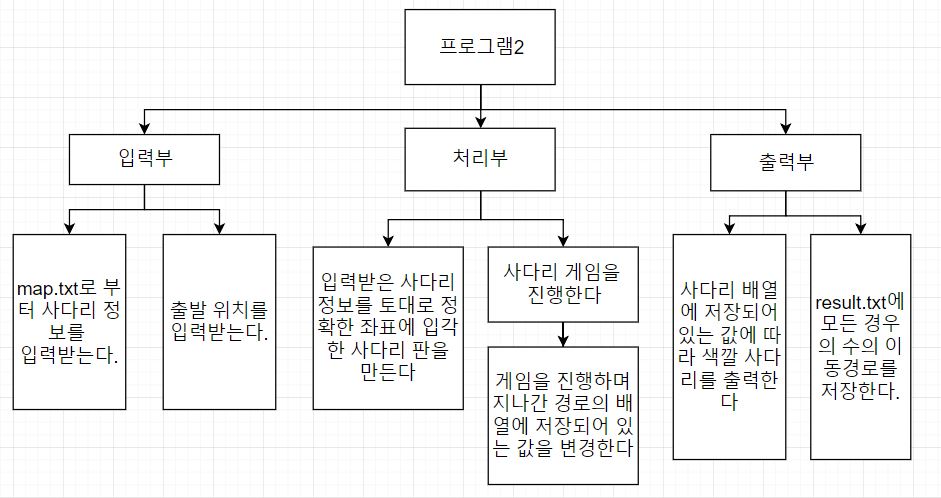 프로그램2
입력부
처리부
출력부
map.txt로 부
터 사다리 정
보를
입력받는다.
출발 위치를
입력받는다.
입력받은 사다리
정보를 토대로 정
확한 좌표에 입각
한 사다리 판을
만든다
사다리 게임을
진행한다
게임을 진행하며
지나간 경로의 배
열에 저장되어 있
는 값을 변경한다
사다리 배열
에 저장되어
있는 값에 따
라 색깔 사다
리를 출력한
다
result.txt에
모든 경우
의 수의 이
동경로를
저장한다.